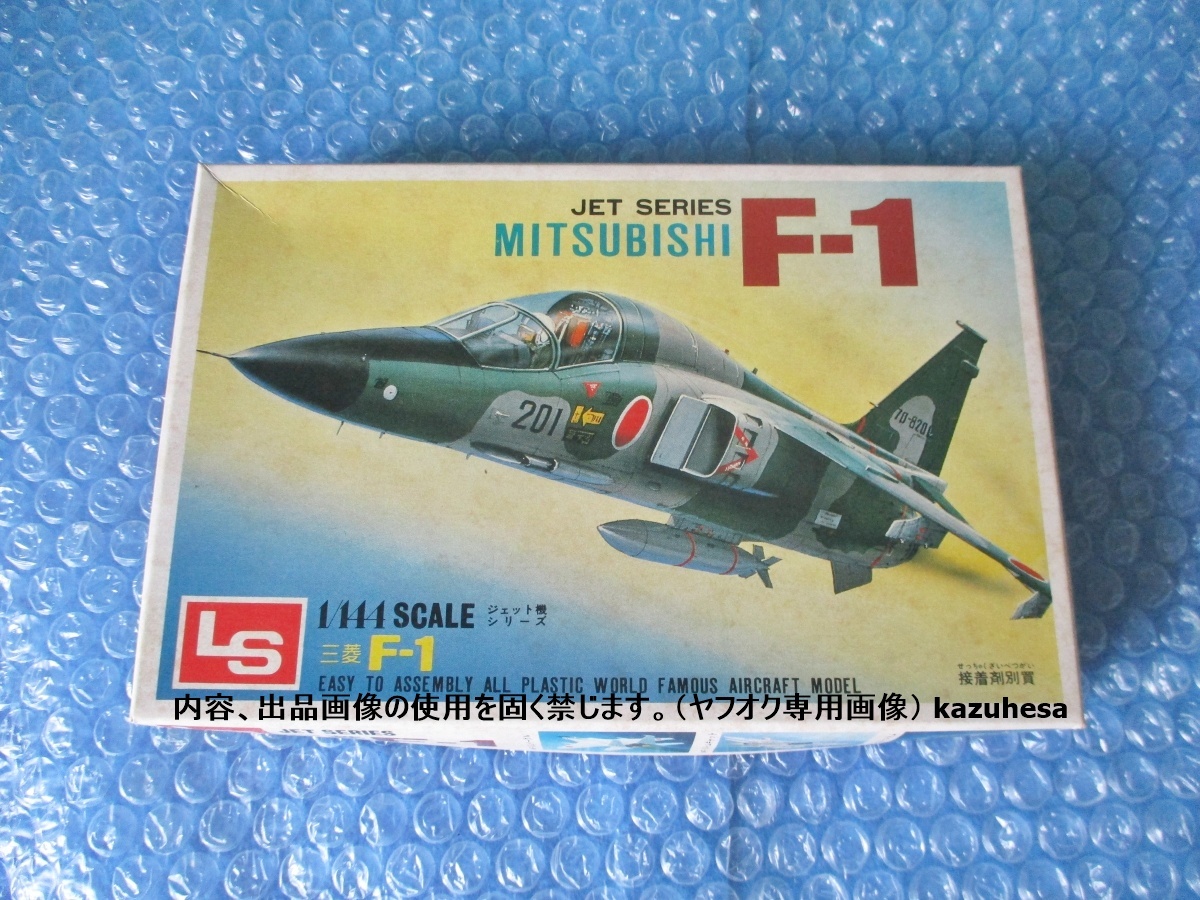 JET SERIES
MITSUBISHI F-1
201
70-8201
LS
1/144 SCALE ジェット機シリーズ
三菱 F-1
EASY TO ASSEMBLY ALL PLASTIC WORLD FAMOUS AIRCRAFT MODEL
せっちゃくざいべつがい
接着剤別買
内容、出品画像の使用を固く禁じます。（ヤフオク専用画像） kazuhesa
JET SERIES